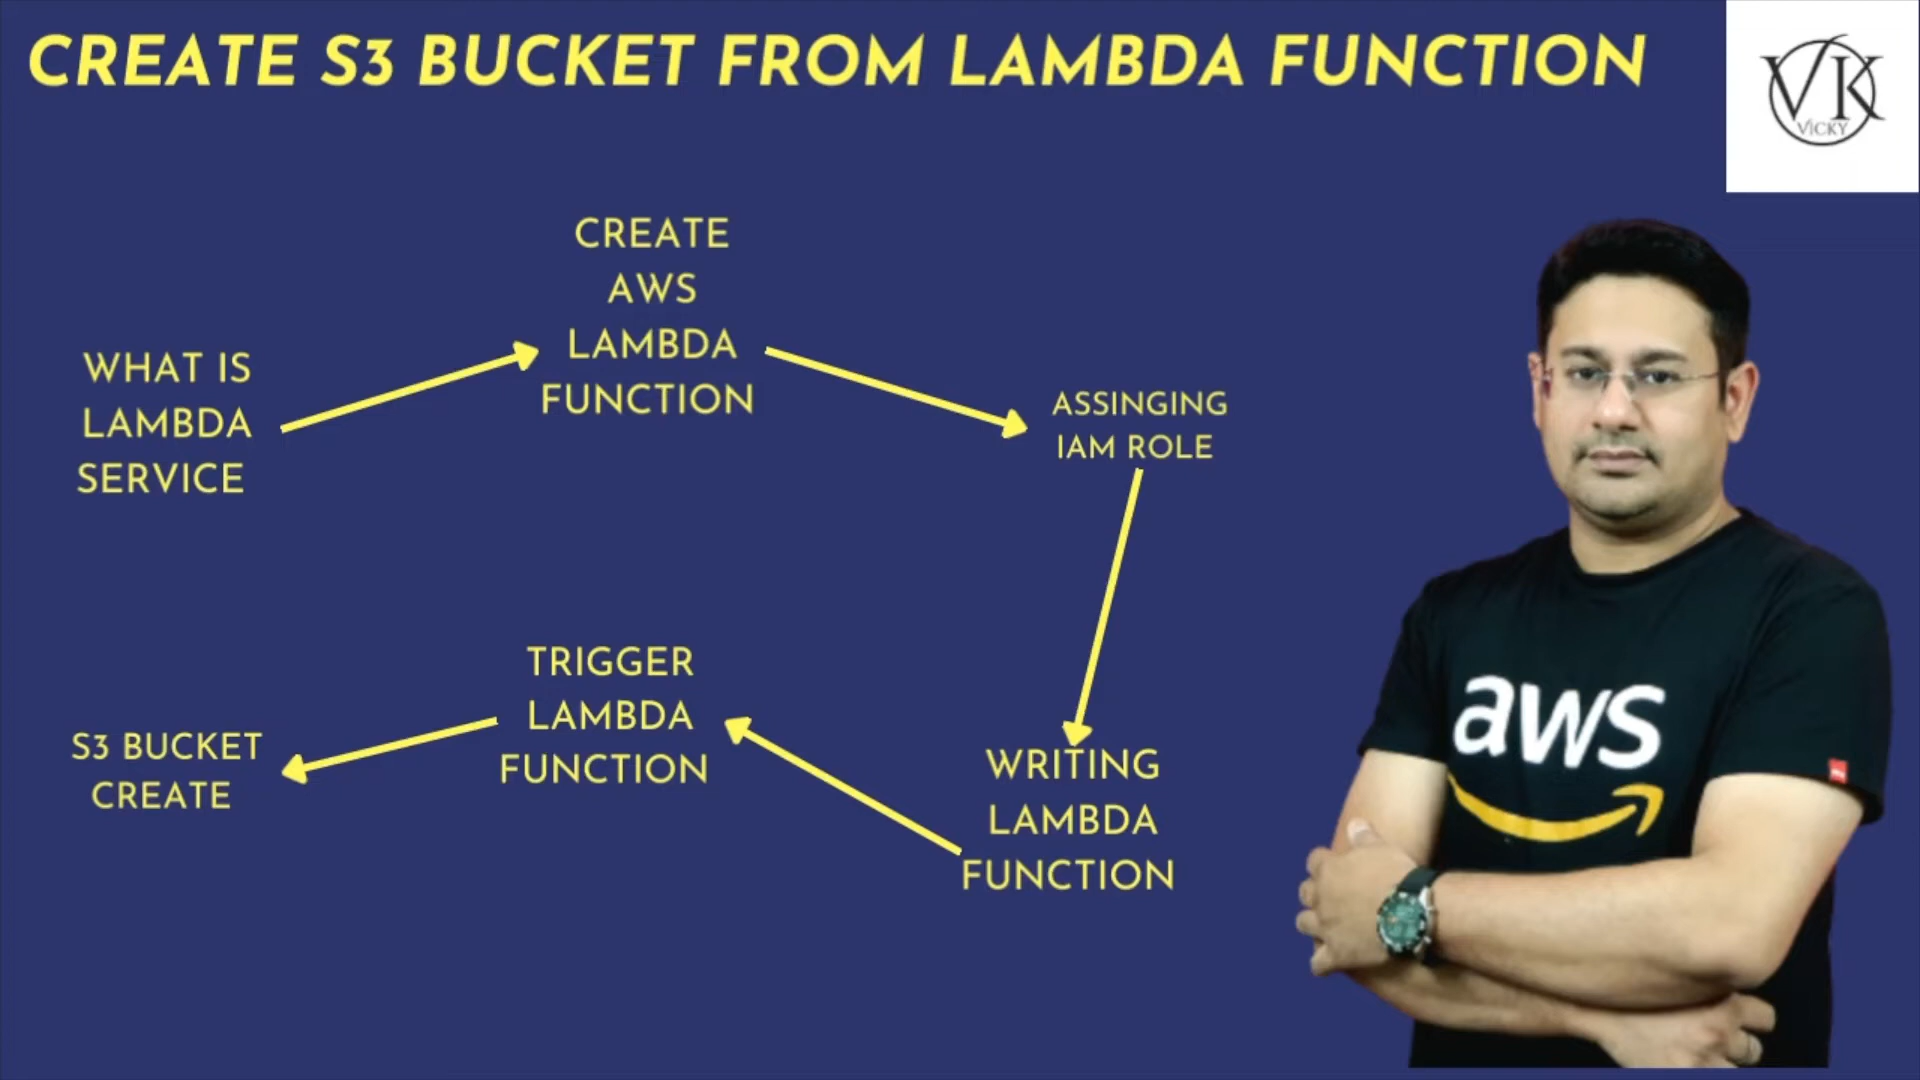 CREATE S3 BUCKET FROM LAMBDA FUNCTION
VK
VICKY
WHAT IS
LAMBDA
SERVICE
CREATE
AWS
LAMBDA
FUNCTION
ASSINGING
IAM ROLE
WRITING
LAMBDA
FUNCTION
TRIGGER
LAMBDA
FUNCTION
S3 BUCKET
CREATE
aws